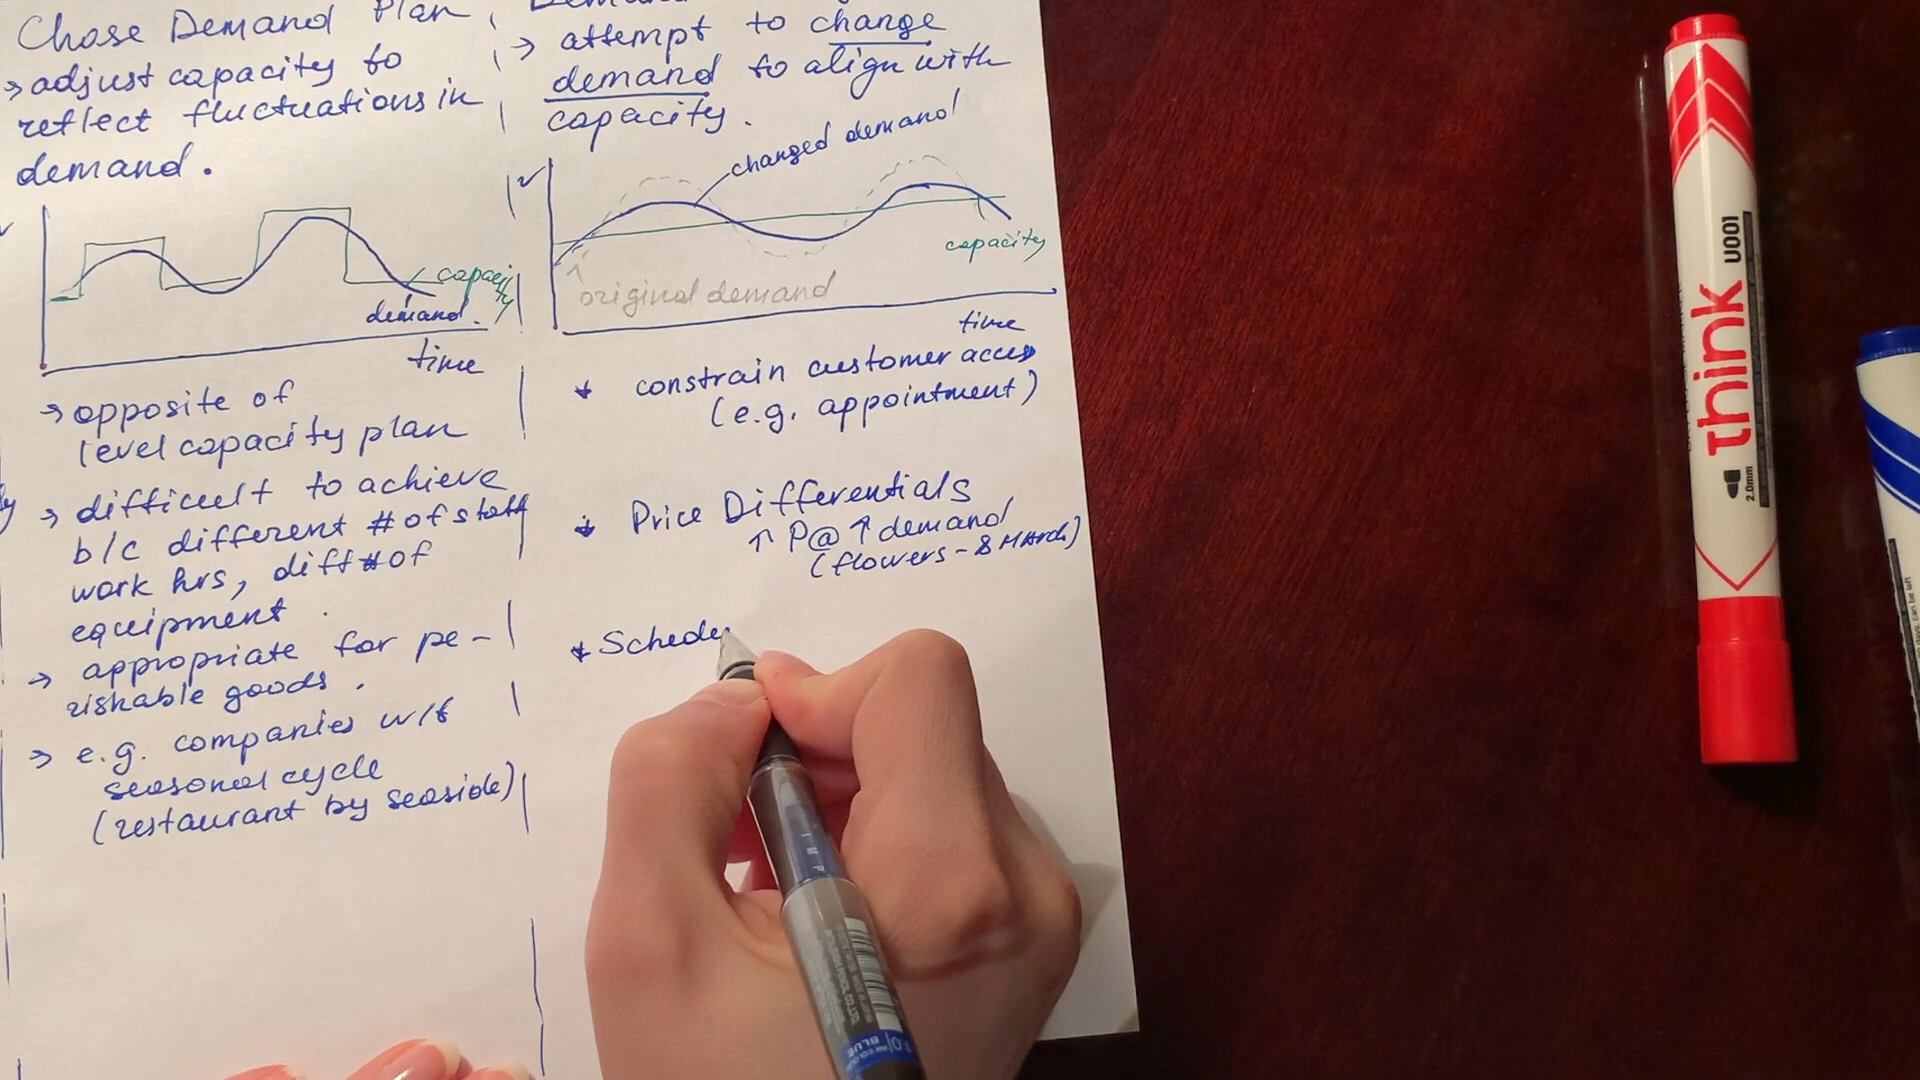 Chase Demand Plan
→ adjust capacity to
reflect fluctuations in
demand.
capacity
demand.
time
→ opposite of
level capacity plan
→ difficult to achieve
b/c different # of staff
work hrs, diff # of
equipment
→ appropriate for pe-
rishable goods.
→ e.g. companies w/t
seasonal cycle
(restaurant by seaside)
→ attempt to change
demand to align with
capacity.
changed demand
capacity
original demand
time
constrain customer access
(e.g. appointment)
Price Differentials
↑ P@ ↑ demand
(flowers - 8 March)
Schedu
think
U001
2.0mm
BLUE